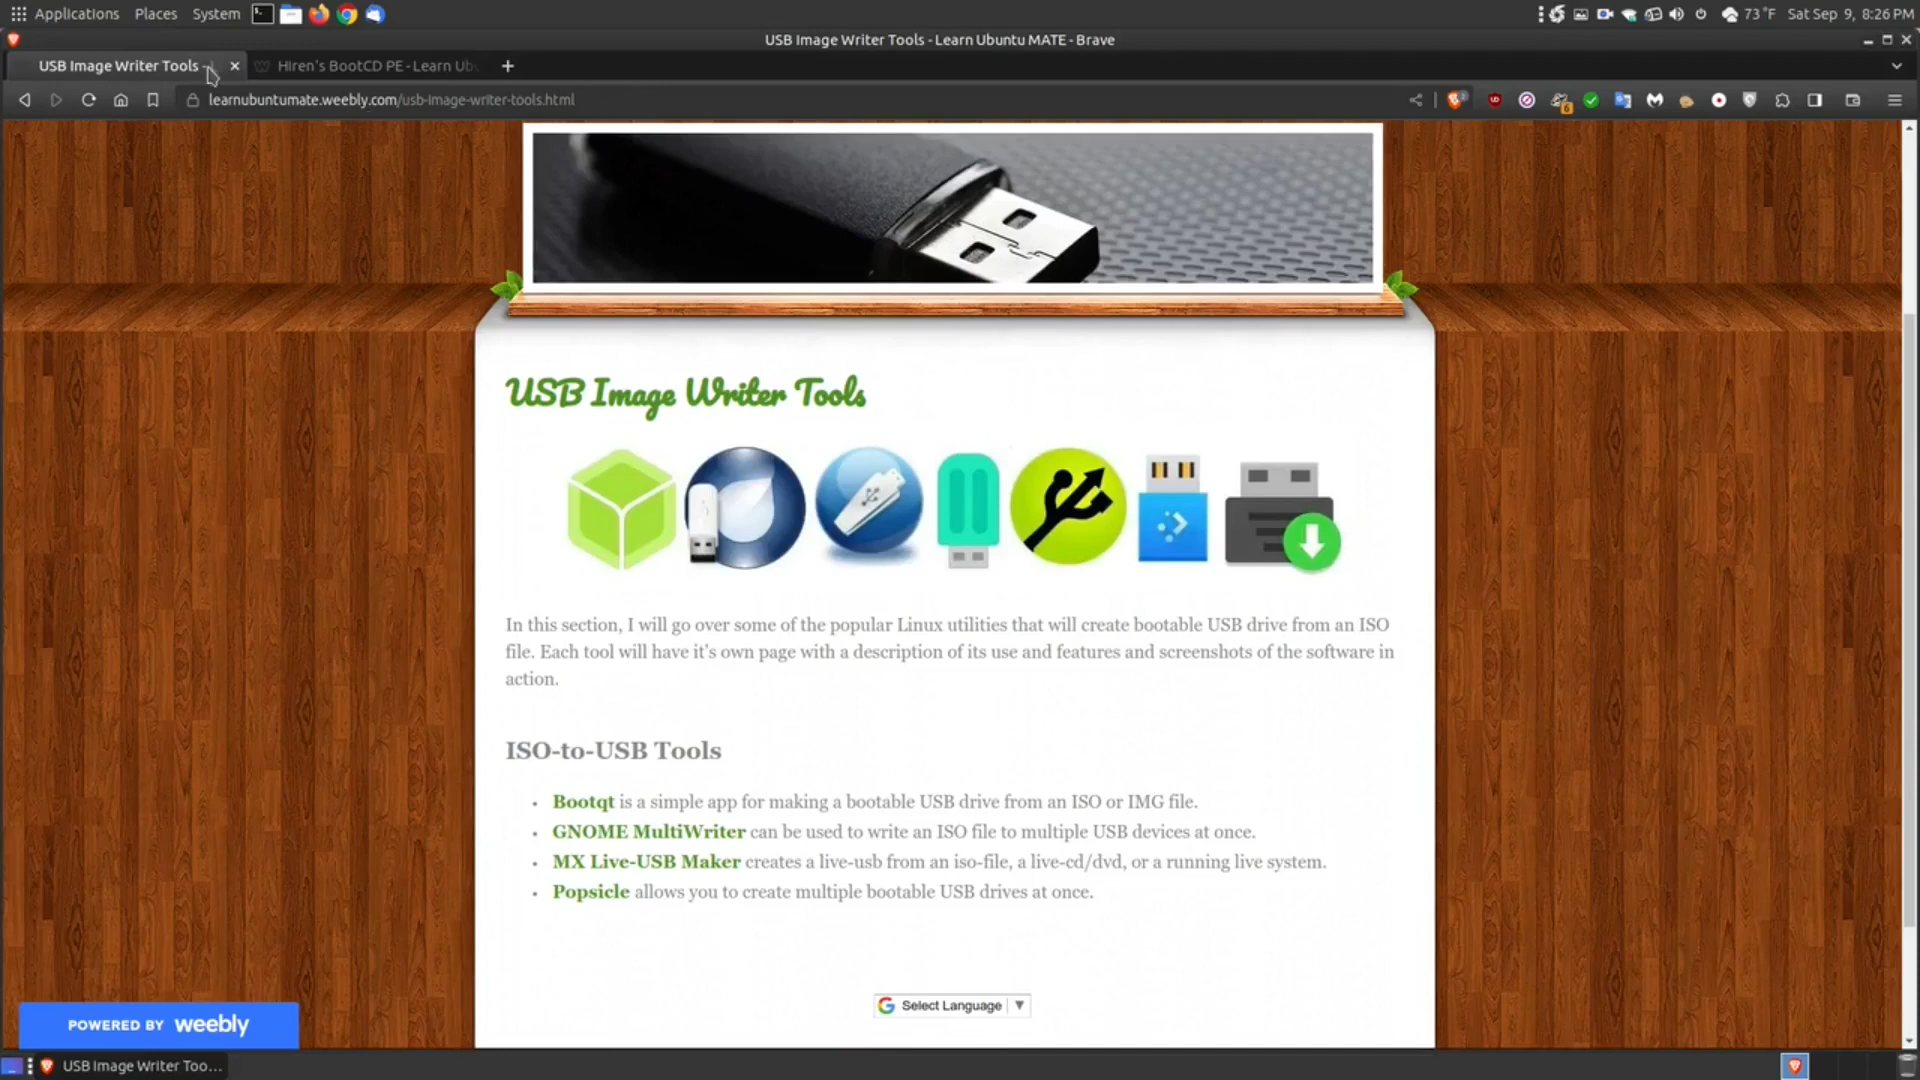 Applications Places System 73°F Sat Sep 9, 8:26 PM
USB Image Writer Tools - Learn Ubuntu MATE - Brave
USB Image Writer Tools - Hiren's BootCD PE - Learn Ub
learnubuntumate.weebly.com/usb-image-writer-tools.html
USB Image Writer Tools
In this section, I will go over some of the popular Linux utilities that will create bootable USB drive from an ISO
file. Each tool will have it's own page with a description of its use and features and screenshots of the software in
action.
ISO-to-USB Tools
• Bootqt is a simple app for making a bootable USB drive from an ISO or IMG file.
• GNOME MultiWriter can be used to write an ISO file to multiple USB devices at once.
• MX Live-USB Maker creates a live-usb from an iso-file, a live-cd/dvd, or a running live system.
• Popsicle allows you to create multiple bootable USB drives at once.
Select Language
POWERED BY weebly
USB Image Writer Too...